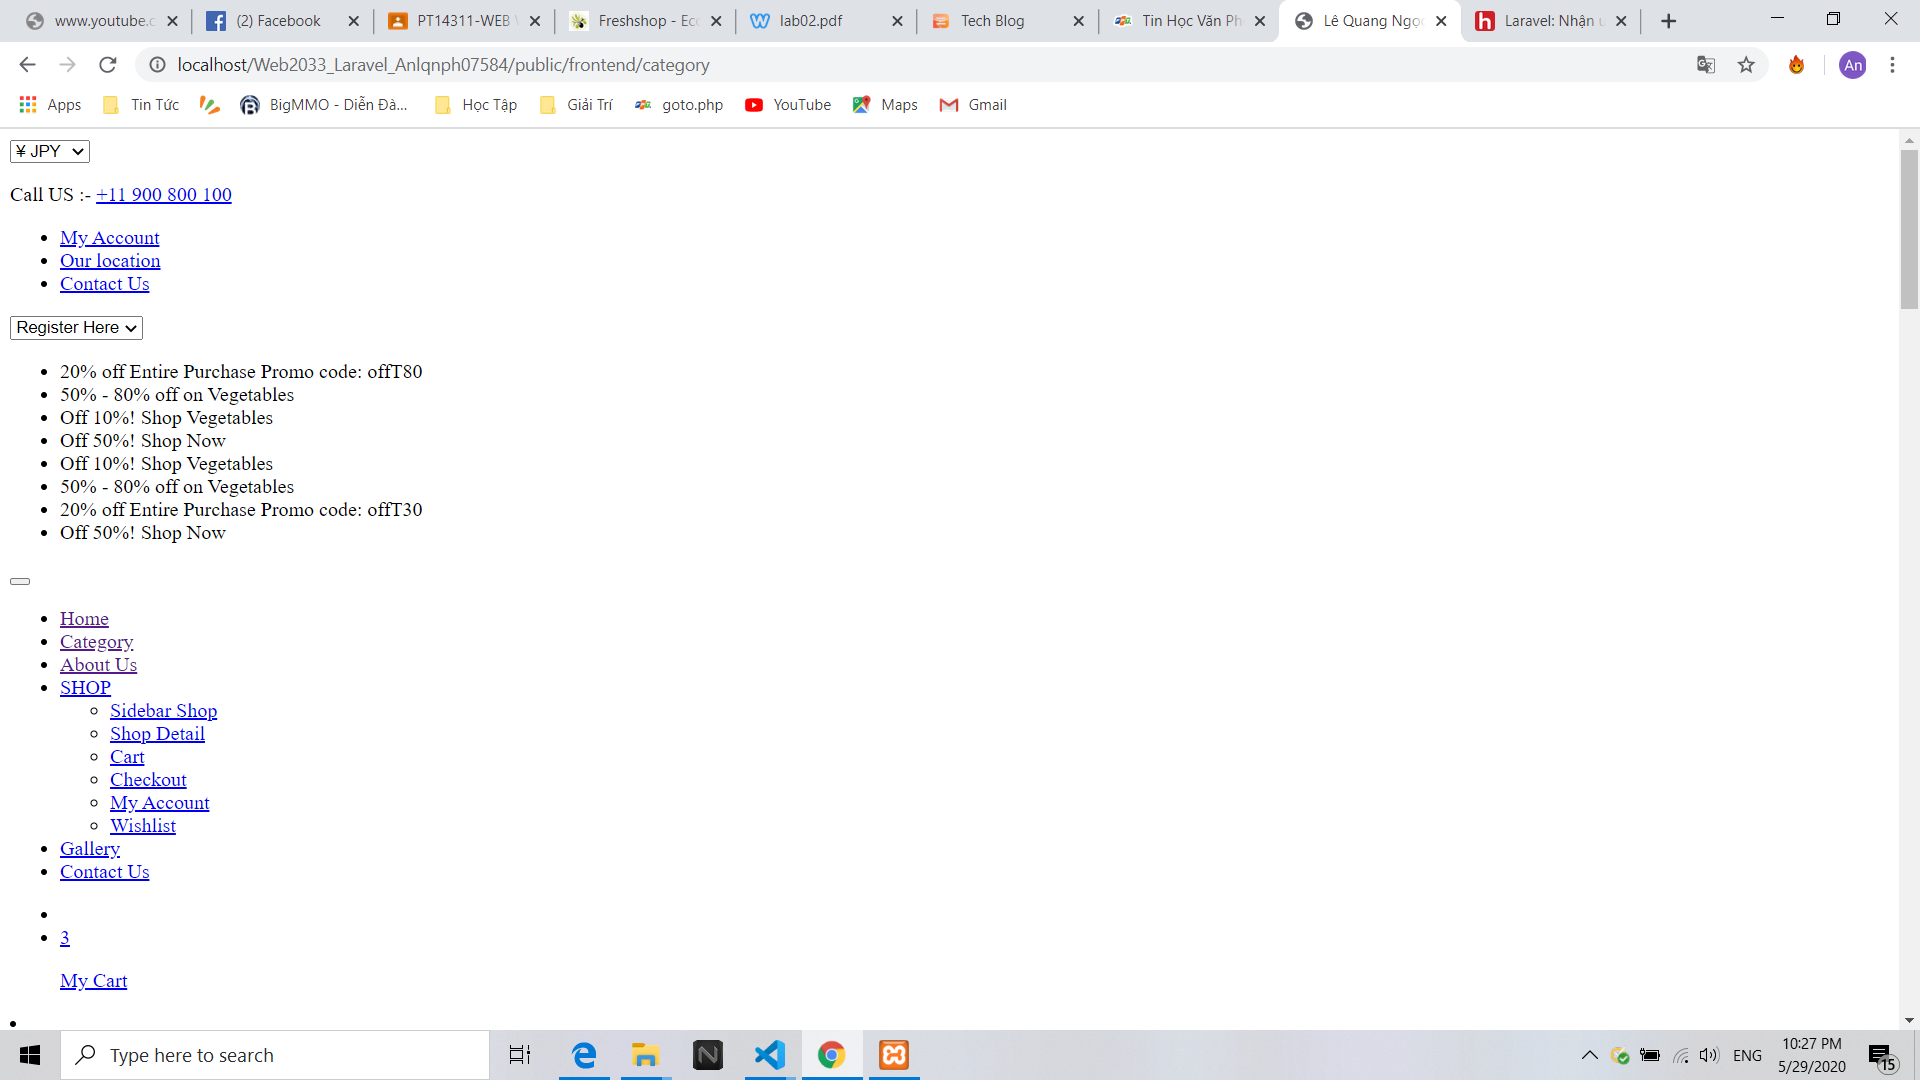 www.youtube.c
(2) Facebook
PT14311-WEB
Freshshop - Eco
lab02.pdf
Tech Blog
Tin Học Văn Ph
Lê Quang Ngọc
Laravel: Nhận
localhost/Web2033_Laravel_Anlqnph07584/public/frontend/category
An
Apps
Tin Tức
BigMMO - Diễn Đà...
Học Tập
Giải Trí
goto.php
YouTube
Maps
Gmail
¥ JPY
Call US :- +11 900 800 100
My Account
Our location
Contact Us
Register Here
20% off Entire Purchase Promo code: offT80
50% - 80% off on Vegetables
Off 10%! Shop Vegetables
Off 50%! Shop Now
Off 10%! Shop Vegetables
50% - 80% off on Vegetables
20% off Entire Purchase Promo code: offT30
Off 50%! Shop Now
Home
Category
About Us
SHOP
Sidebar Shop
Shop Detail
Cart
Checkout
My Account
Wishlist
Gallery
Contact Us
3
My Cart
Type here to search
ENG
10:27 PM
5/29/2020
15